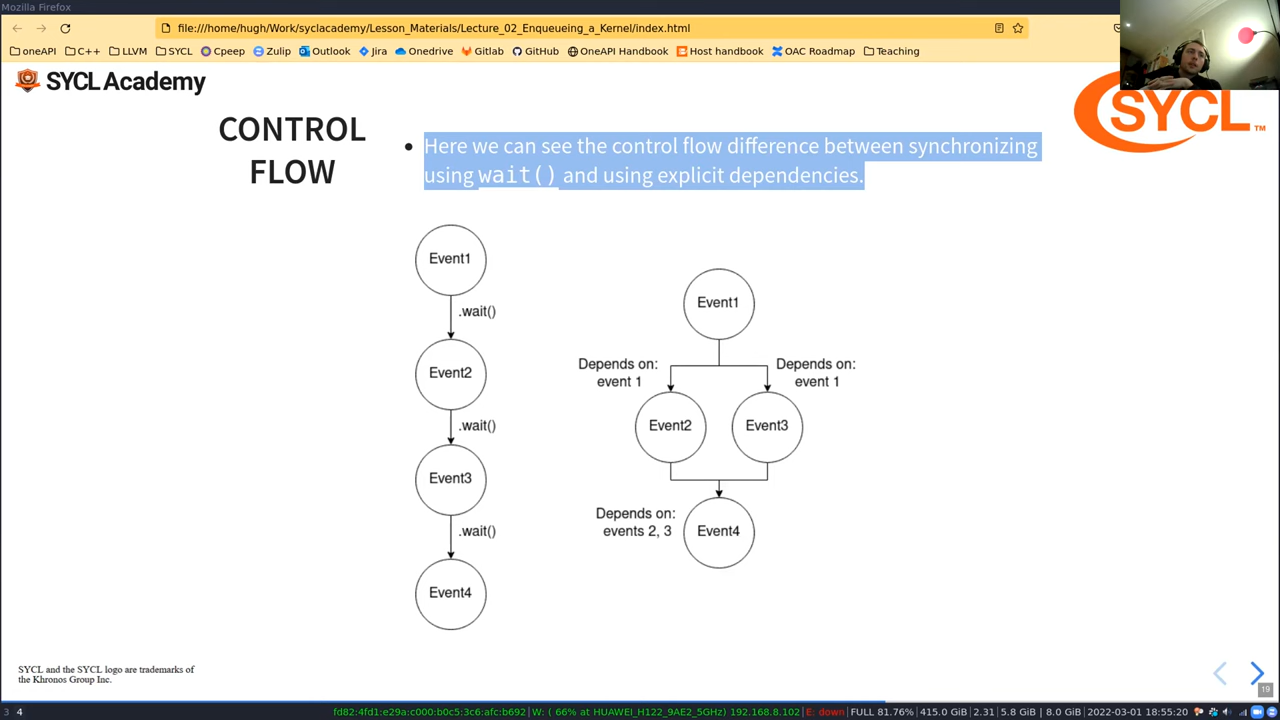 Mozilla Firefox
file:///home/hugh/Work/syclacademy/Lesson_Materials/Lecture_02_Enqueueing_a_Kernel/index.html
oneAPI C++ LLVM SYCL Cpeep Zulip Outlook Jira Onedrive Gitlab GitHub OneAPI Handbook Host handbook OAC Roadmap Teaching
SYCL Academy
SYCL™
CONTROL
FLOW
• Here we can see the control flow difference between synchronizing
using wait() and using explicit dependencies.
Event1
.wait()
Event2
.wait()
Event3
.wait()
Event4
Event1
Depends on:
event 1
Depends on:
event 1
Event2
Event3
Depends on:
events 2, 3
Event4
SYCL and the SYCL logo are trademarks of
the Khronos Group Inc.
19
3 4 fd82:4fd1:e29a:c000:b0c5:3c6:afc:b692 | W: ( 66% at HUAWEI_H122_9AE2_5GHz) 192.168.8.102 | E: down | FULL 81.76% | 415.0 GiB | 2.31 | 5.8 GiB | 8.0 GiB | 2022-03-01 18:55:20